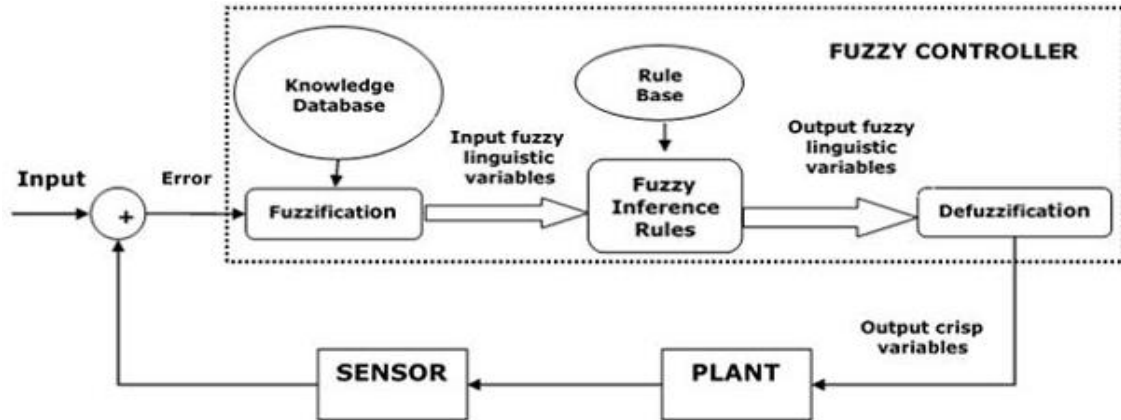 FUZZY CONTROLLER
Knowledge
Database
Rule
Base
Input fuzzy
linguistic
variables
Output fuzzy
linguistic
variables
Input
Error
+
Fuzzification
Fuzzy
Inference
Rules
Defuzzification
Output crisp
variables
SENSOR
PLANT